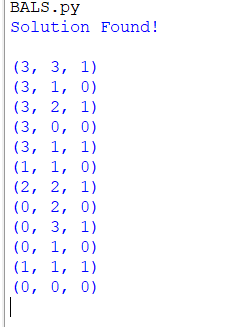 BALS.py
Solution Found!
(3, 3, 1)
(3, 1, 0)
(3, 2, 1)
(3, 0, 0)
(3, 1, 1)
(1, 1, 0)
(2, 2, 1)
(0, 2, 0)
(0, 3, 1)
(0, 1, 0)
(1, 1, 1)
(0, 0, 0)